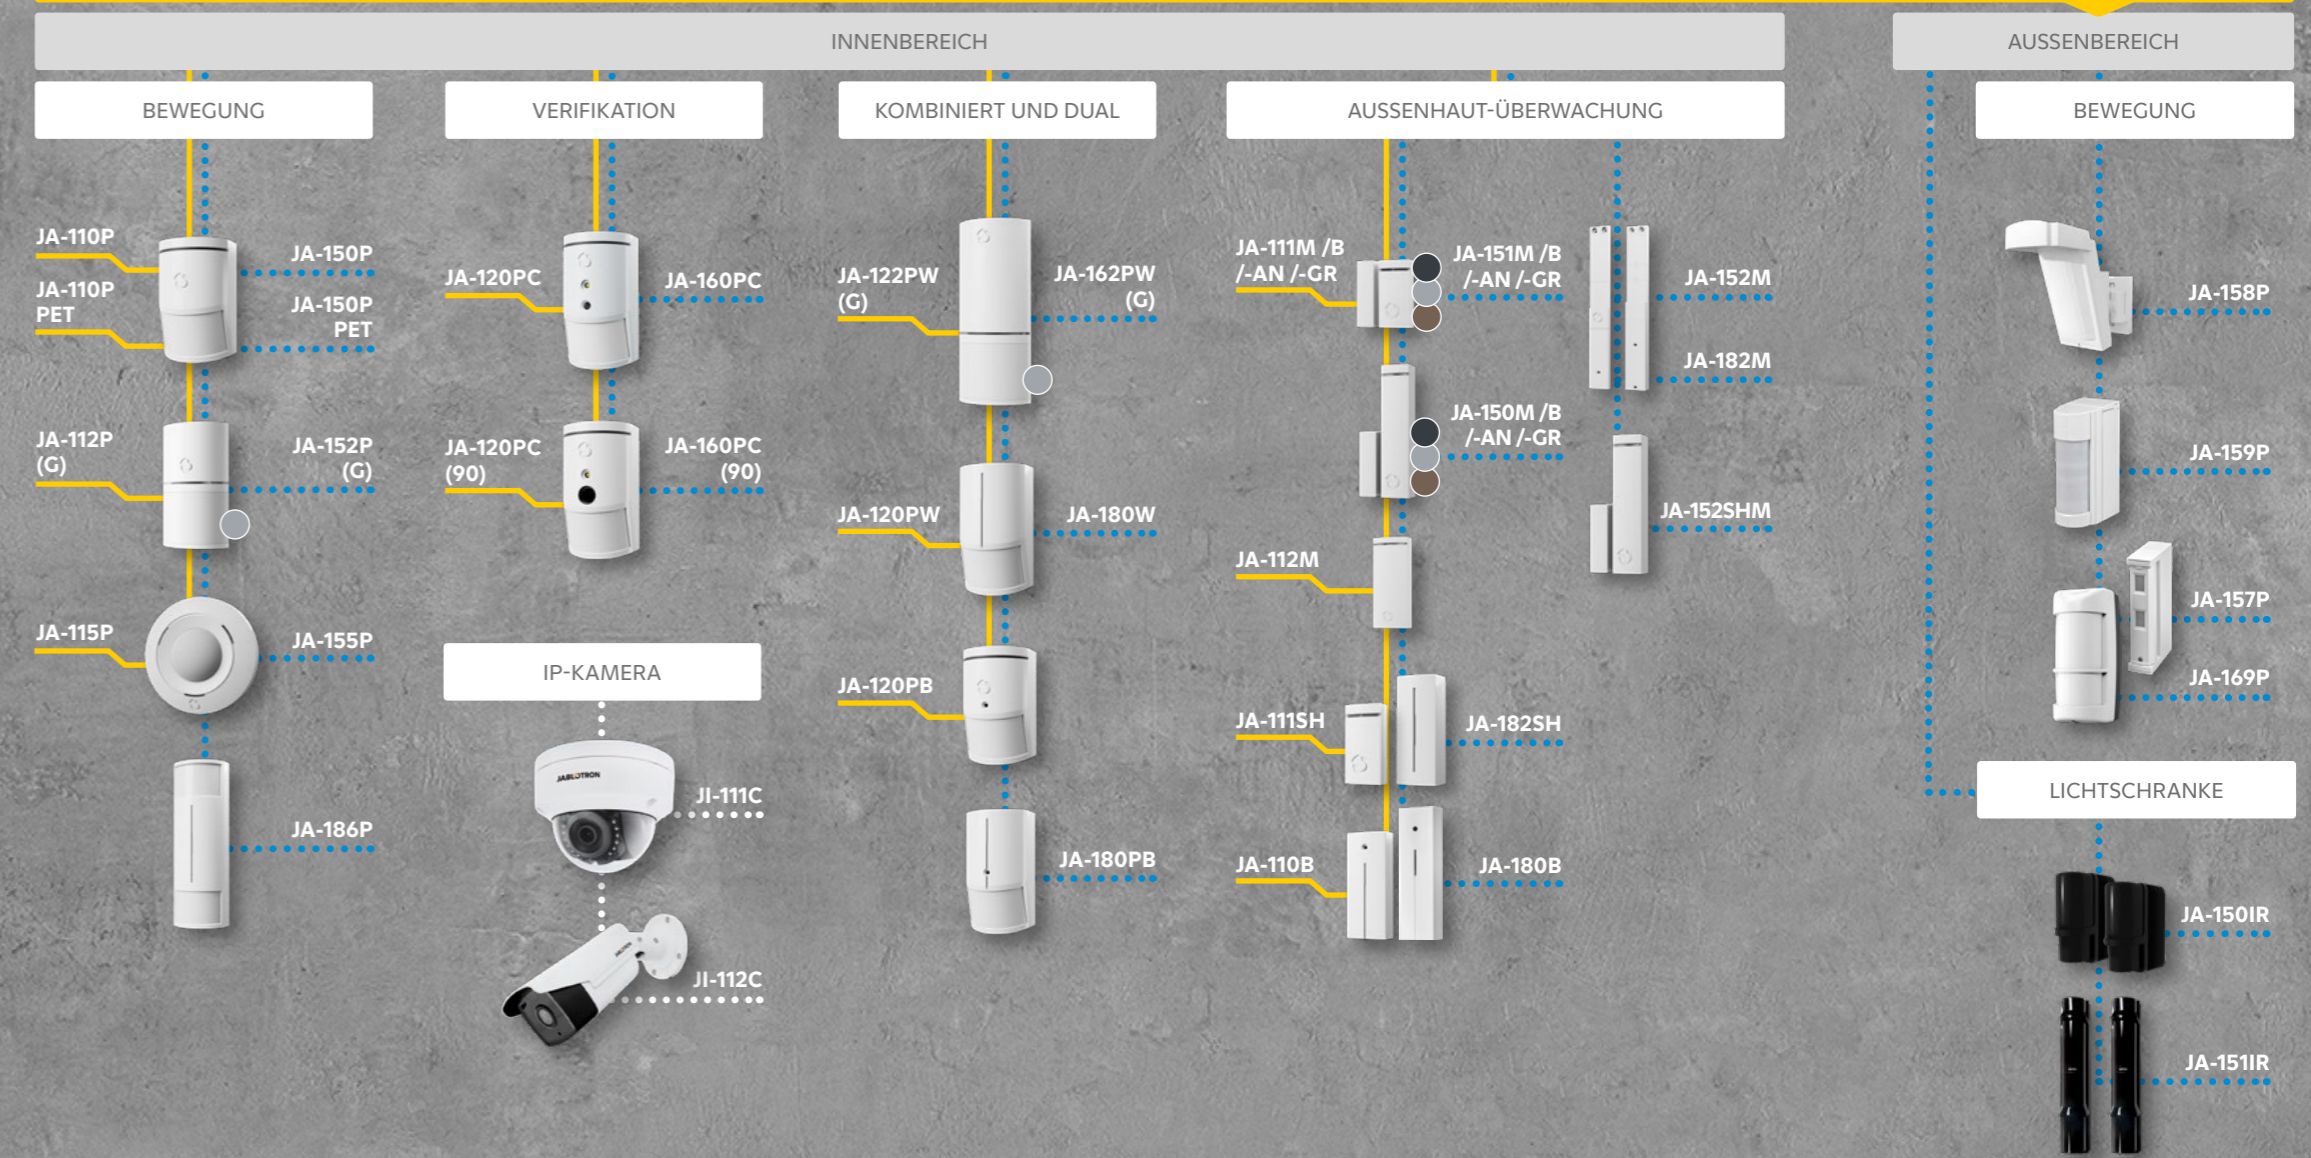 INNENBEREICH
AUSSENBEREICH
BEWEGUNG
VERIFIKATION
KOMBINIERT UND DUAL
AUSSENHAUT-ÜBERWACHUNG
BEWEGUNG
JA-110P
JA-150P
JA-110P
PET
JA-150P
PET
JA-112P
(G)
JA-152P
(G)
JA-115P
JA-155P
JA-186P
JA-120PC
JA-160PC
JA-120PC
(90)
JA-160PC
(90)
IP-KAMERA
JABLOTRON
JI-111C
JI-112C
JA-122PW
(G)
JA-162PW
(G)
JA-120PW
JA-180W
JA-120PB
JA-180PB
JA-111M /B
/-AN /-GR
JA-151M /B
/-AN /-GR
JA-150M /B
/-AN /-GR
JA-112M
JA-111SH
JA-182SH
JA-110B
JA-180B
JA-152M
JA-182M
JA-152SHM
JA-158P
JA-159P
JA-157P
JA-169P
LICHTSCHRANKE
JA-150IR
JA-151IR